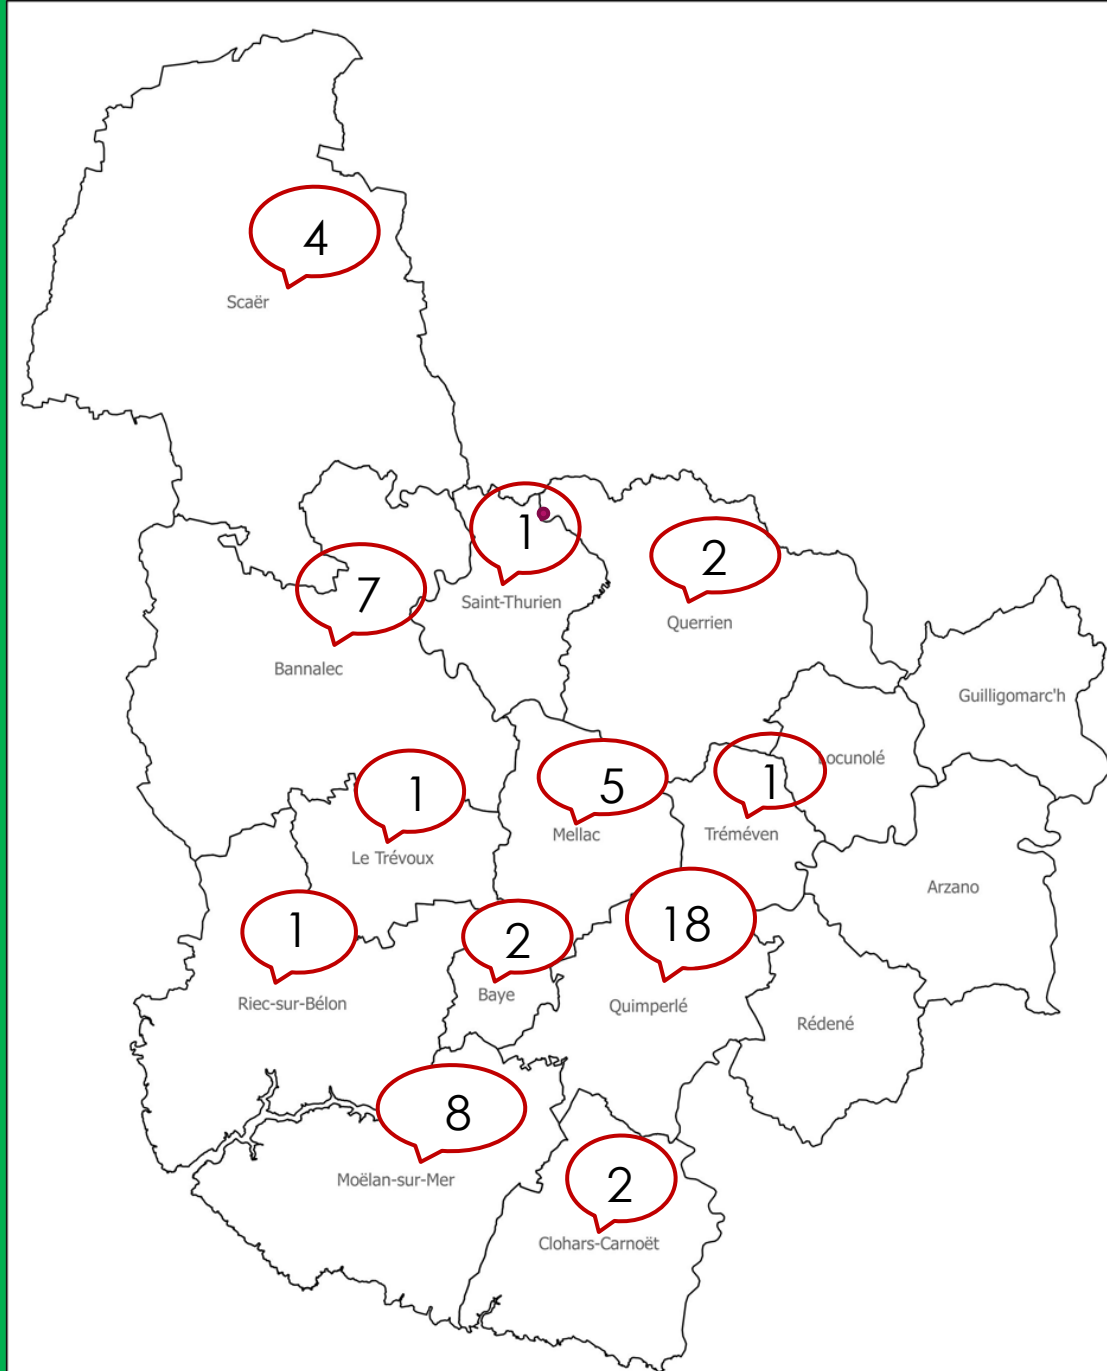 4
Scaër
1
Saint-Thurien
2
Querrien
7
Bannalec
Guilligomarc'h
Locunolé
1
Tréméven
5
Mellac
1
Le Trévoux
Arzano
18
Quimperlé
1
Riec-sur-Bélon
2
Baye
Rédené
8
Moëlan-sur-Mer
2
Clohars-Carnoët